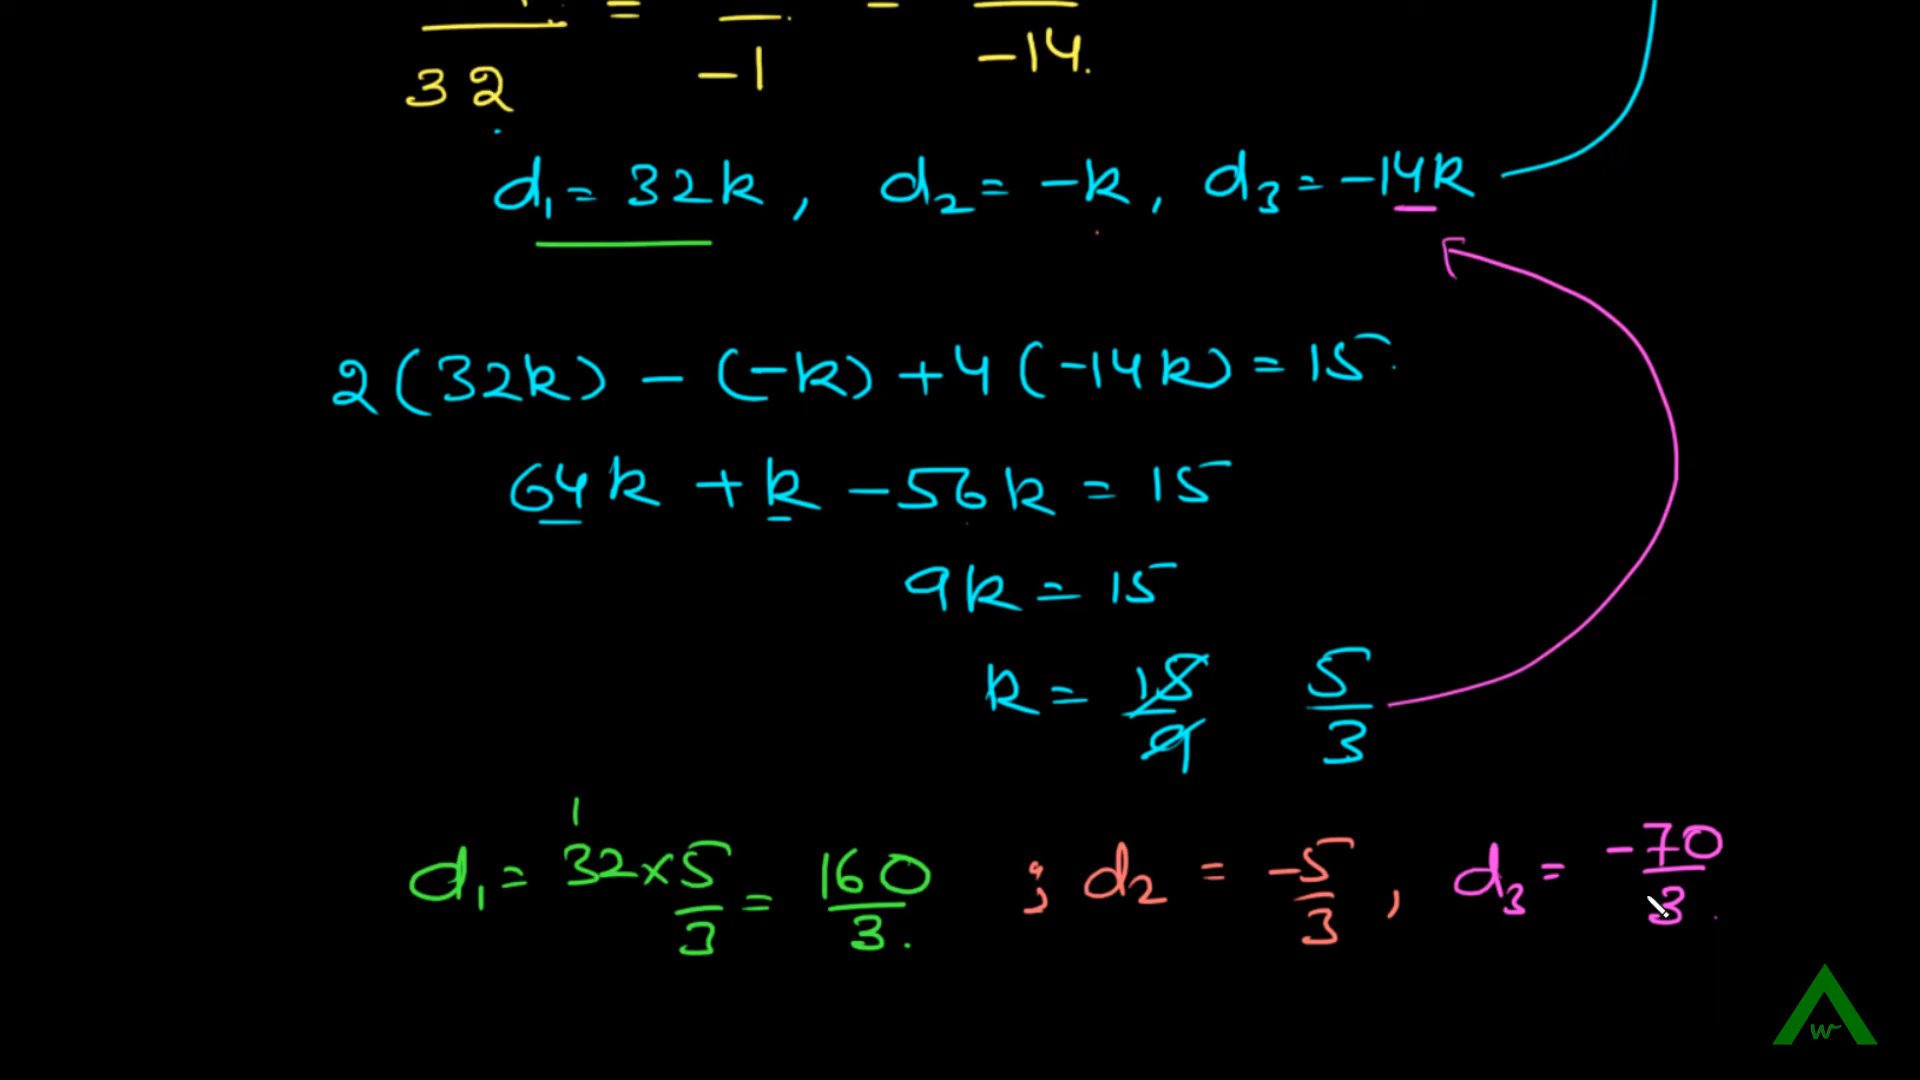 = =
32 -1 -14.
d₁ = 32k, d₂ = -k, d₃ = -14k
2(32k) - (-k) + 4(-14k) = 15.
64k + k - 56k = 15
9k = 15
k = 15/9 5/3
1
d₁ = 32×5/3 = 160/3. ; d₂ = -5/3, d₃ = -70/3.
W